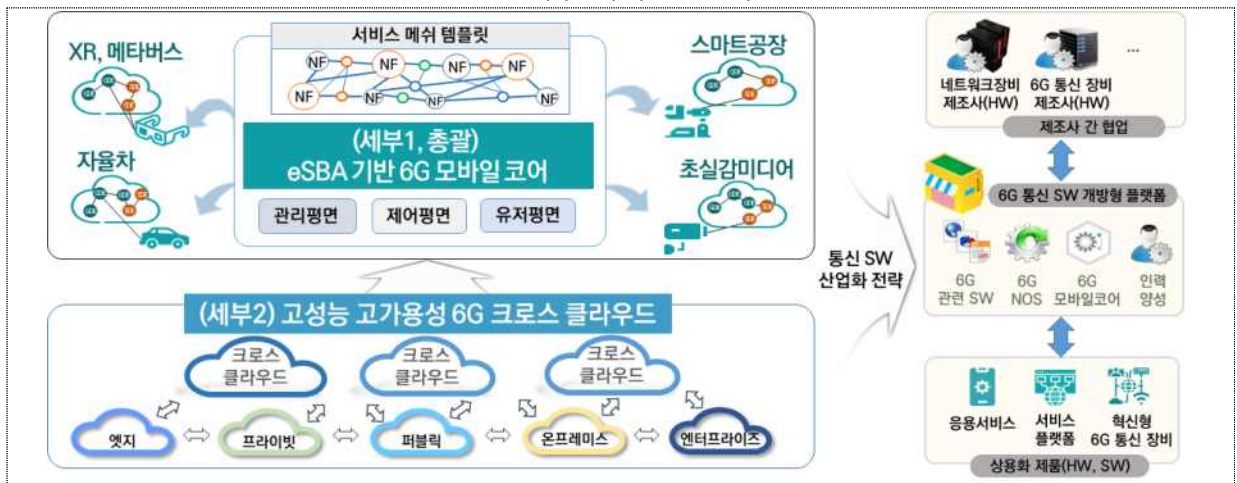 서비스 메쉬 템플릿
NF
NF
NF
NF
NF
NF
NF
XR, 메타버스
자율차
스마트공장
초실감미디어
(세부1, 총괄)
eSBA 기반 6G 모바일 코어
관리평면
제어평면
유저평면
(세부2) 고성능 고가용성 6G 크로스 클라우드
크로스
클라우드
크로스
클라우드
크로스
클라우드
엣지
프라이빗
퍼블릭
온프레미스
엔터프라이즈
통신 SW
산업화 전략
네트워크장비
제조사(HW)
6G 통신 장비
제조사(HW)
...
제조사 간 협업
6G 통신 SW 개방형 플랫폼
6G
관련 SW
6G
NOS
6G
모바일코어
인력
양성
응용서비스
서비스
플랫폼
혁신형
6G 통신 장비
상용화 제품(HW, SW)